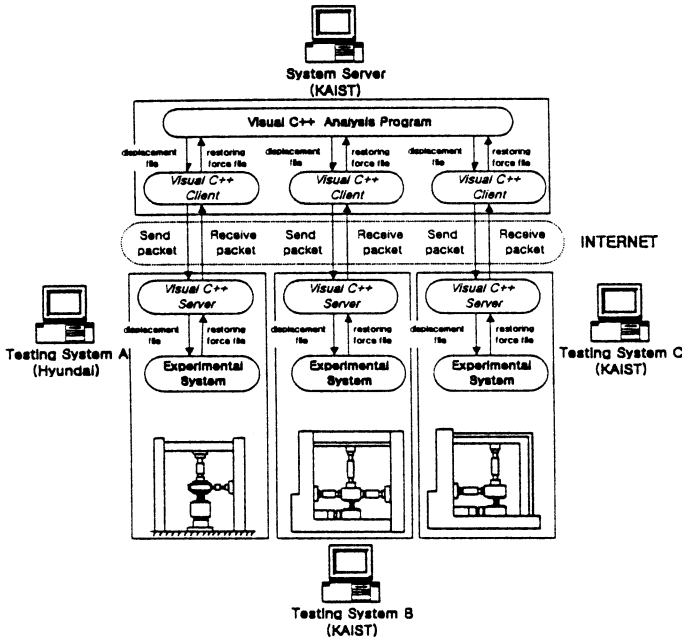 System Server
(KAIST)
Visual C++ Analysis Program
displacement file
restoring force file
displacement file
restoring force file
displacement file
restoring force file
Visual C++ Client
Visual C++ Client
Visual C++ Client
Send packet
Receive packet
Send packet
Receive packet
Send packet
Receive packet
INTERNET
Visual C++ Server
Visual C++ Server
Visual C++ Server
displacement file
restoring force file
displacement file
restoring force file
displacement file
restoring force file
Testing System A
(Hyundai)
Experimental System
Experimental System
Experimental System
Testing System C
(KAIST)
Testing System B
(KAIST)